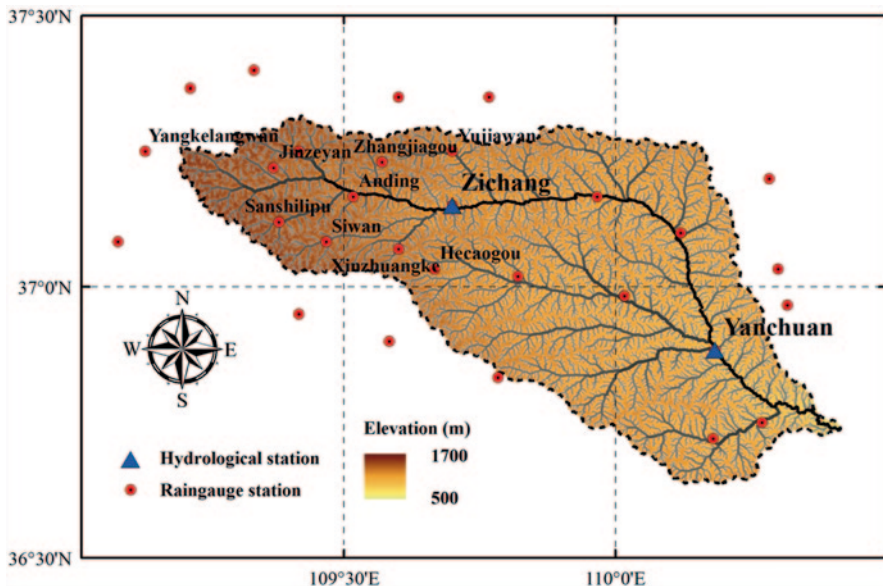 37°30'N
Yangkelangwan
Zhangjiagou
Yujiawan
Jinzeyan
Anding
Zichang
Sanshilipu
Siwan
Hecaogou
Xiuzhuangke
37°0'N
N
W
E
S
Yanchuan
Elevation (m)
1700
500
Hydrological station
Raingauge station
36°30'N
109°30'E
110°0'E